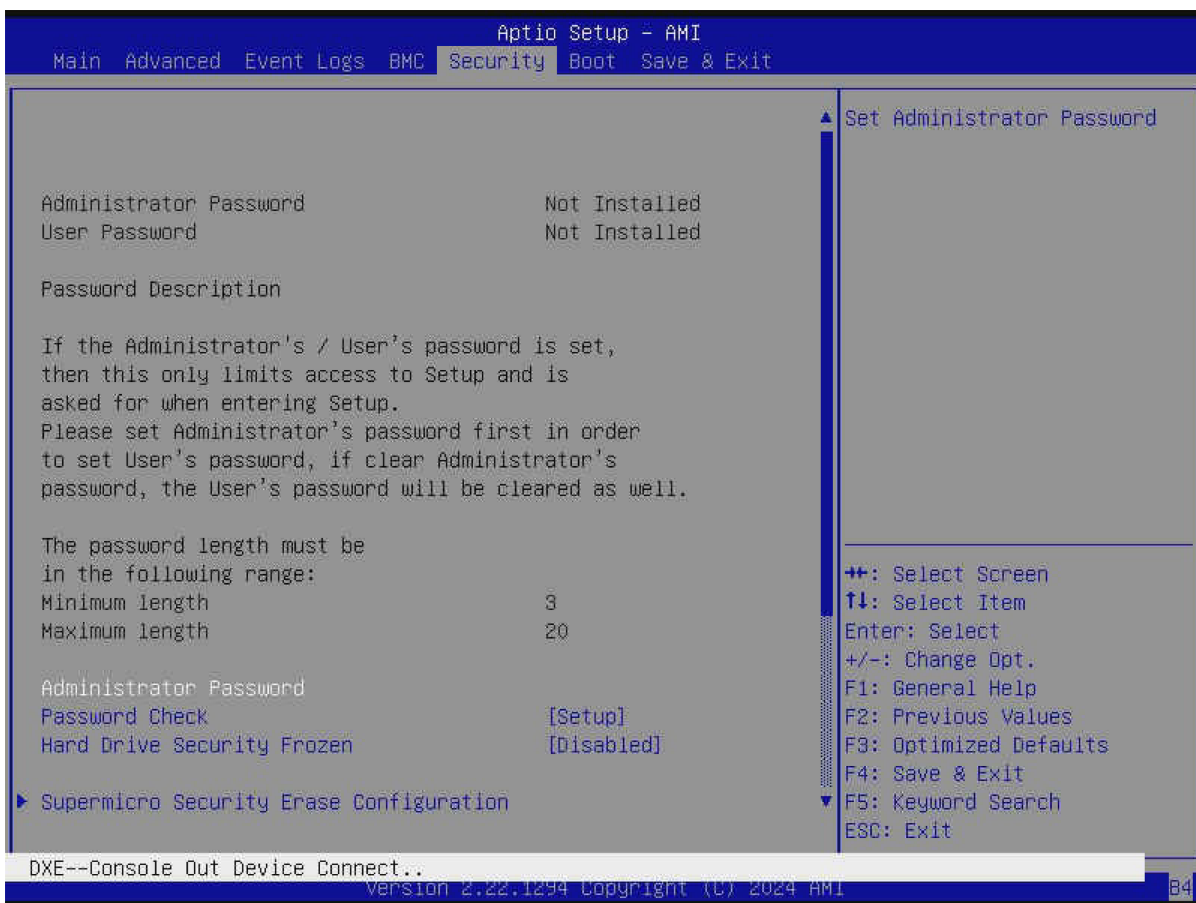 Aptio Setup - AMI
Main Advanced Event Logs BMC Security Boot Save & Exit
Set Administrator Password
Administrator Password Not Installed
User Password Not Installed
Password Description
If the Administrator's / User's password is set,
then this only limits access to Setup and is
asked for when entering Setup.
Please set Administrator's password first in order
to set User's password, if clear Administrator's
password, the User's password will be cleared as well.
The password length must be
in the following range:
Minimum length 3
Maximum length 20
Administrator Password
Password Check [Setup]
Hard Drive Security Frozen [Disabled]
Supermicro Security Erase Configuration
→←: Select Screen
↑↓: Select Item
Enter: Select
+/-: Change Opt.
F1: General Help
F2: Previous Values
F3: Optimized Defaults
F4: Save & Exit
F5: Keyword Search
ESC: Exit
DXE--Console Out Device Connect..
Version 2.22.1294 Copyright (C) 2024 AMI
B4